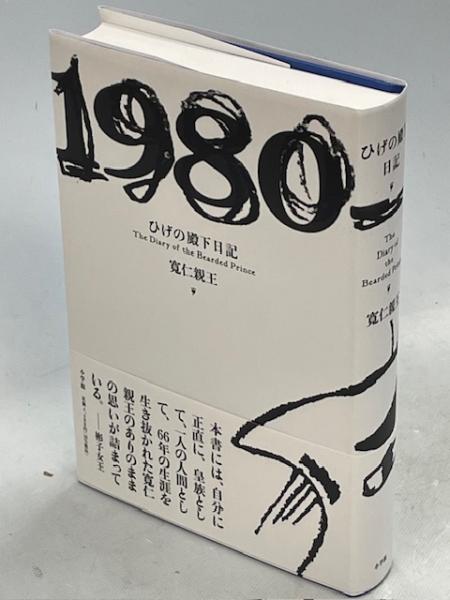 1980
ひげの殿下日記
The Diary of the Bearded Prince
寬仁親王
本書には、自分に
正直に、皇族とし
て、一人の人間とし
て、66年の生涯を
生き抜かれた寬仁
親王のありのまま
の思いが詰まって
いる。――彬子女王
小学館
ひげの殿
日記
The
Diary of
the
Bearded Prin
寬仁親王
小学館